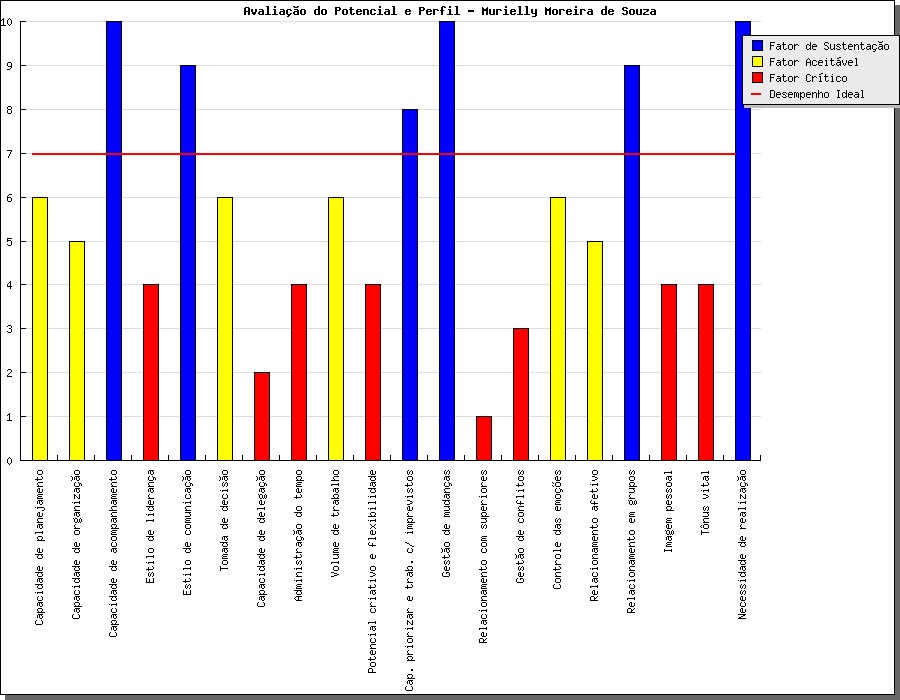 Avaliação do Potencial e Perfil - Murielly Moreira de Souza
10
9
8
7
6
5
4
3
2
1
0
Fator de Sustentação
Fator Aceitável
Fator Crítico
Desempenho Ideal
Capacidade de planejamento
Capacidade de organização
Capacidade de acompanhamento
Estilo de liderança
Estilo de comunicação
Tomada de decisão
Capacidade de delegação
Administração do tempo
Volume de trabalho
Potencial criativo e flexibilidade
Cap. priorizar e trab. c/ imprevistos
Gestão de mudanças
Relacionamento com superiores
Gestão de conflitos
Controle das emoções
Relacionamento afetivo
Relacionamento em grupos
Imagem pessoal
Tônus vital
Necessidade de realização